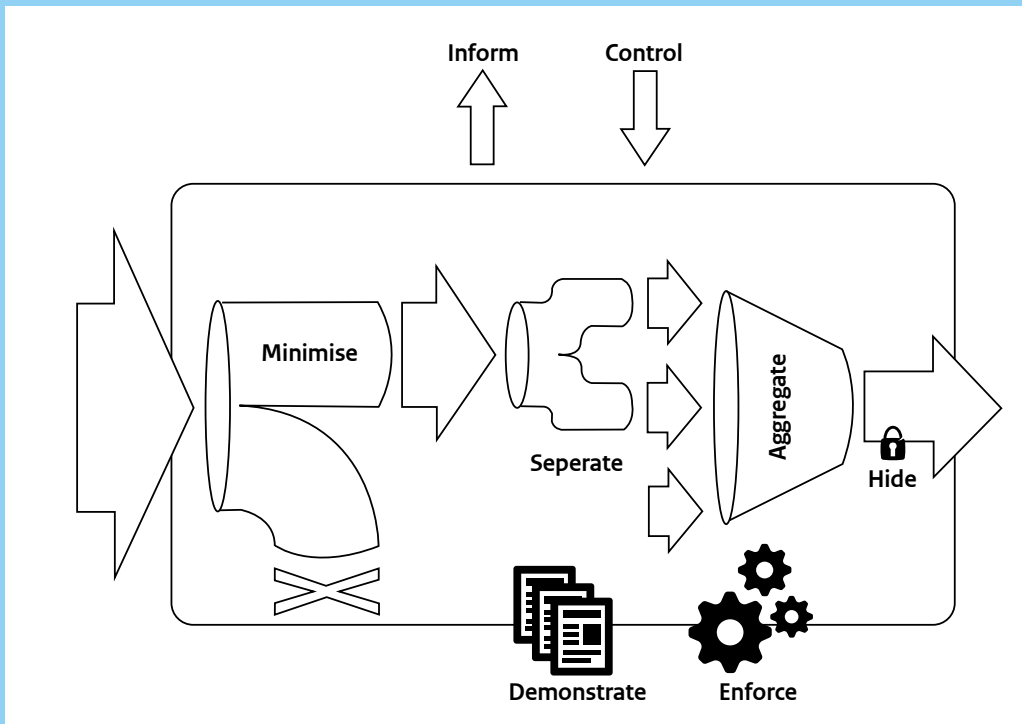 Inform
Control
Minimise
Seperate
Aggregate
Hide
Demonstrate
Enforce